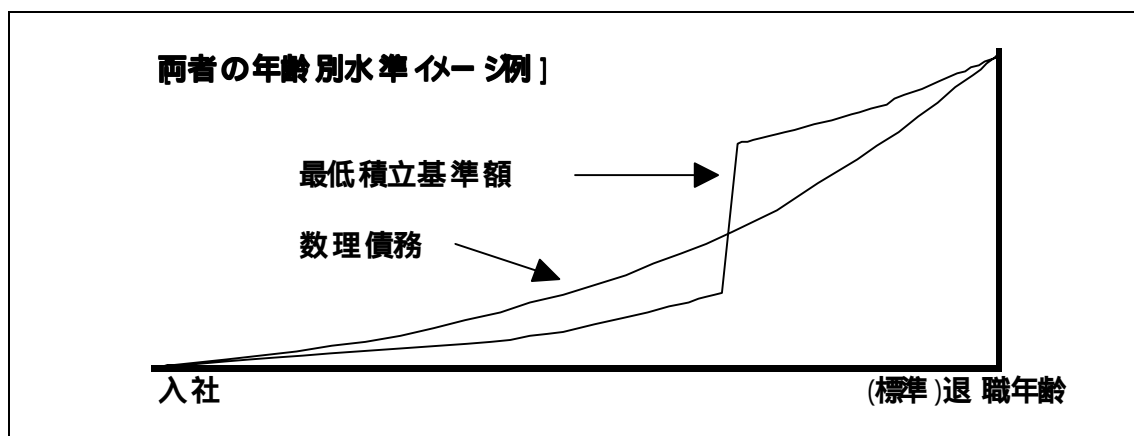 [両者の年齢別水準イメージ例]
最低積立基準額
数理債務
入社
(標準)退職年齢